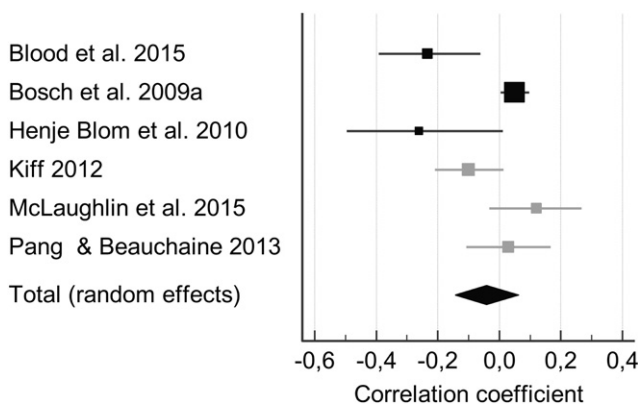 Blood et al. 2015
Bosch et al. 2009a
Henje Blom et al. 2010
Kiff 2012
McLaughlin et al. 2015
Pang & Beauchaine 2013
Total (random effects)
-0,6 -0,4 -0,2 0,0 0,2 0,4
Correlation coefficient